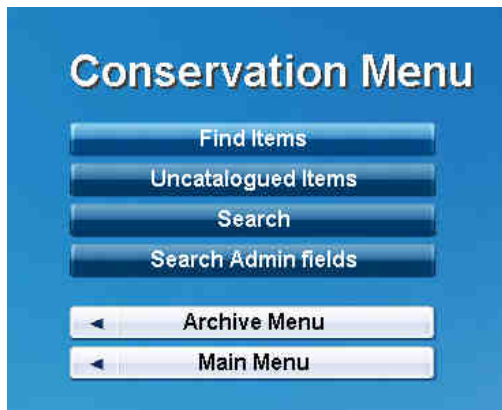 Conservation Menu
Find Items
Uncatalogued Items
Search
Search Admin fields
Archive Menu
Main Menu